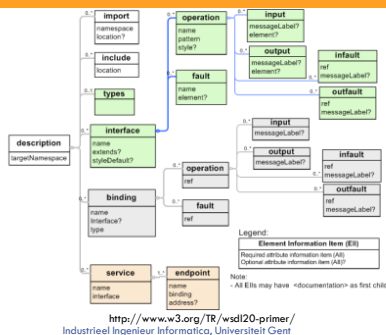 import
namespace
location?
include
location
types
interface
name
extends?
styleDefault?
description
targetNamespace
binding
name
Interface?
type
service
name
interface
endpoint
name
binding
address?
operation
name
pattern
style?
fault
name
element?
input
messageLabel?
element?
output
messageLabel?
element?
infault
ref
messageLabel?
outfault
ref
messageLabel?
operation
ref
fault
ref
input
messageLabel?
output
messageLabel?
infault
ref
messageLabel?
outfault
ref
messageLabel?
Legend:
Element Information Item (EII)
Required attribute information item (AII)
Optional attribute information item (AII)?
Note:
- All EIIs may have <documentation> as first child
http://www.w3.org/TR/wsdl20-primer/
Industrieel Ingenieur Informatica, Universiteit Gent